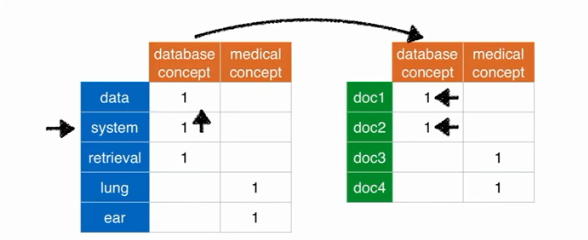 database concept medical concept
data 1
system 1
retrieval 1
lung 1
ear 1
database concept medical concept
doc1 1
doc2 1
doc3 1
doc4 1